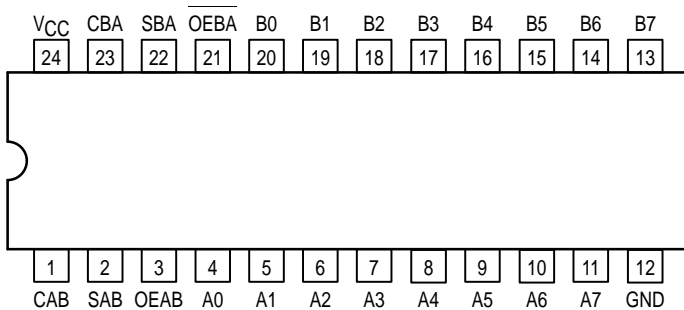 VCC CBA SBA OEBA B0 B1 B2 B3 B4 B5 B6 B7
24 23 22 21 20 19 18 17 16 15 14 13
1 2 3 4 5 6 7 8 9 10 11 12
CAB SAB OEAB A0 A1 A2 A3 A4 A5 A6 A7 GND